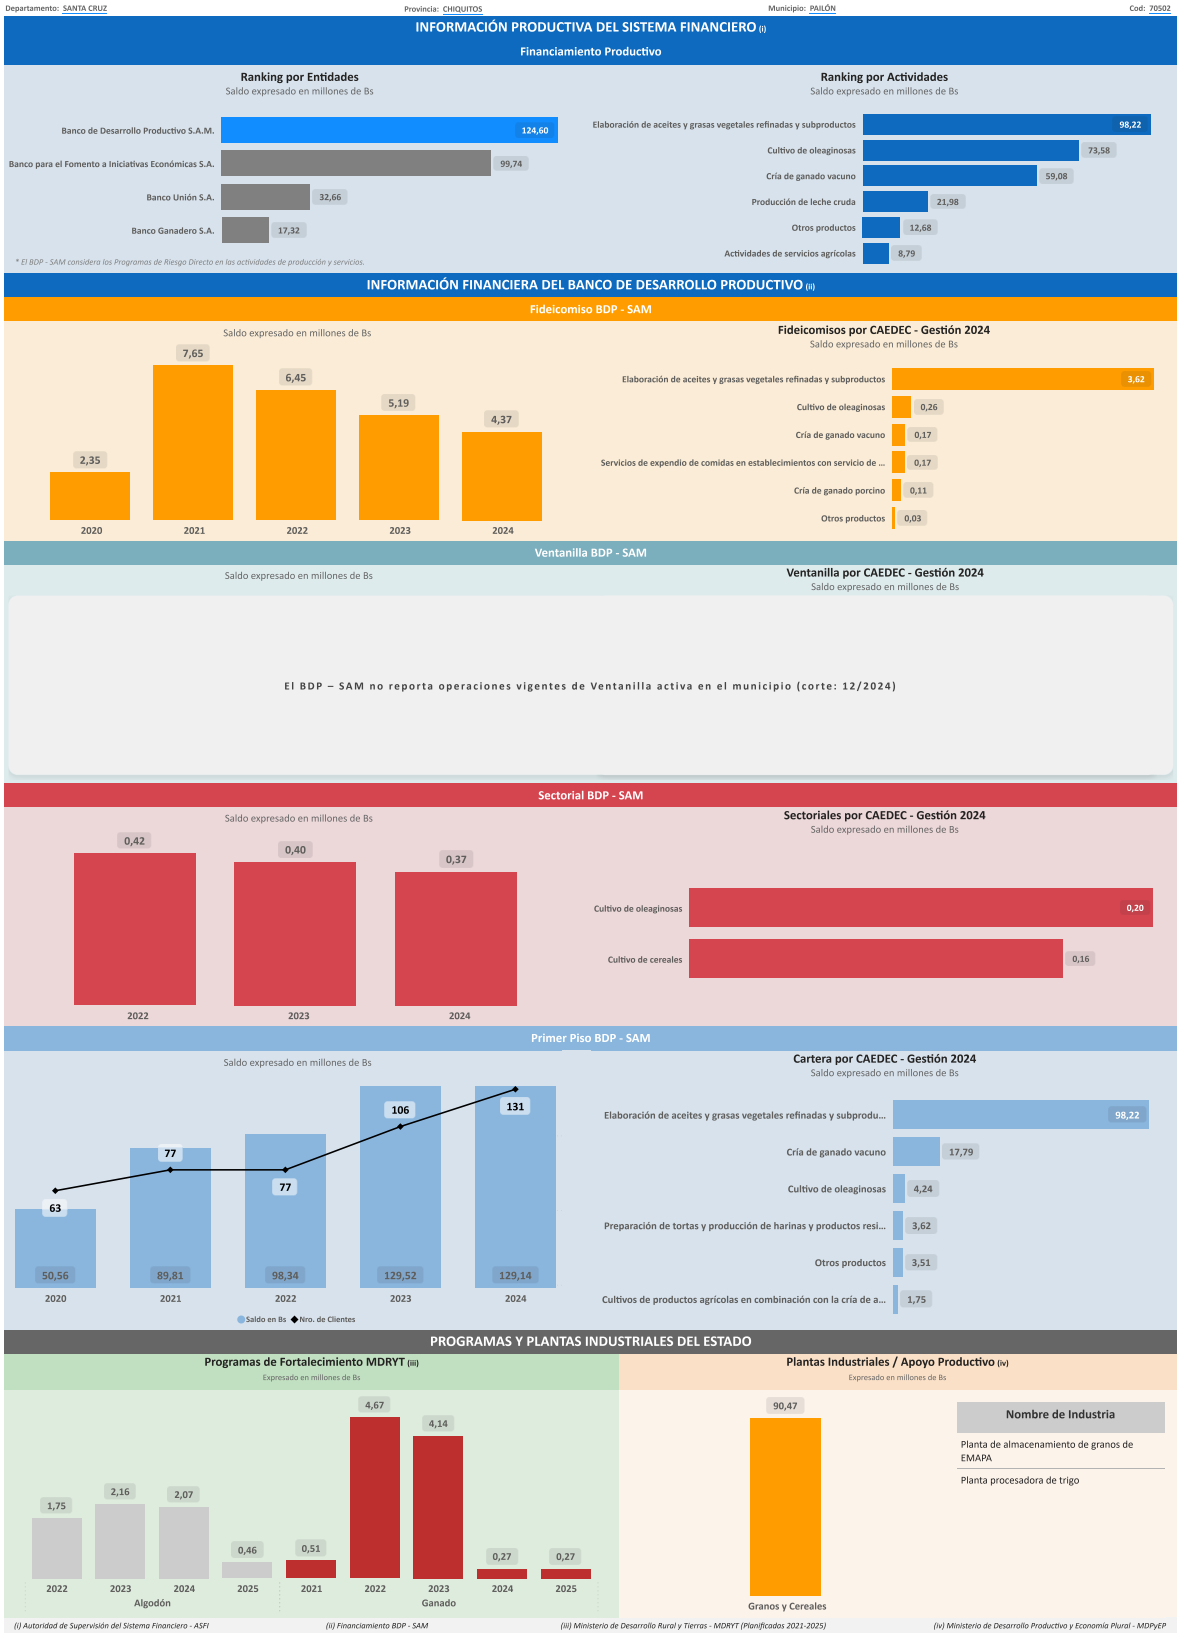 Departamento: SANTA CRUZ
Provincia: CHIQUITOS
Municipio: PAILÓN
Cod: 70502
INFORMACIÓN PRODUCTIVA DEL SISTEMA FINANCIERO (i)
Financiamiento Productivo
Ranking por Entidades
Saldo expresado en millones de Bs
Banco de Desarrollo Productivo S.A.M. 124,60
Banco para el Fomento a Iniciativas Económicas S.A. 99,74
Banco Unión S.A. 32,66
Banco Ganadero S.A. 17,32
* El BDP - SAM considera los Programas de Riesgo Directo en las actividades de producción y servicios.
Ranking por Actividades
Saldo expresado en millones de Bs
Elaboración de aceites y grasas vegetales refinadas y subproductos 98,22
Cultivo de oleaginosas 73,58
Cría de ganado vacuno 59,08
Producción de leche cruda 21,98
Otros productos 12,68
Actividades de servicios agrícolas 8,79
INFORMACIÓN FINANCIERA DEL BANCO DE DESARROLLO PRODUCTIVO (ii)
Fideicomiso BDP - SAM
Saldo expresado en millones de Bs
2,35 7,65 6,45 5,19 4,37
2020 2021 2022 2023 2024
Fideicomisos por CAEDEC - Gestión 2024
Saldo expresado en millones de Bs
Elaboración de aceites y grasas vegetales refinadas y subproductos 3,62
Cultivo de oleaginosas 0,26
Cría de ganado vacuno 0,17
Servicios de expendio de comidas en establecimientos con servicio de ... 0,17
Cría de ganado porcino 0,11
Otros productos 0,03
Ventanilla BDP - SAM
Saldo expresado en millones de Bs
Ventanilla por CAEDEC - Gestión 2024
Saldo expresado en millones de Bs
El BDP – SAM no reporta operaciones vigentes de Ventanilla activa en el municipio (corte: 12/2024)
Sectorial BDP - SAM
Saldo expresado en millones de Bs
0,42 0,40 0,37
2022 2023 2024
Sectoriales por CAEDEC - Gestión 2024
Saldo expresado en millones de Bs
Cultivo de oleaginosas 0,20
Cultivo de cereales 0,16
Primer Piso BDP - SAM
Saldo expresado en millones de Bs
63 77 77 106 131
50,56 89,81 98,34 129,52 129,14
2020 2021 2022 2023 2024
Saldo en Bs Nro. de Clientes
Cartera por CAEDEC - Gestión 2024
Saldo expresado en millones de Bs
Elaboración de aceites y grasas vegetales refinadas y subprodu... 98,22
Cría de ganado vacuno 17,79
Cultivo de oleaginosas 4,24
Preparación de tortas y producción de harinas y productos resi... 3,62
Otros productos 3,51
Cultivos de productos agrícolas en combinación con la cría de a... 1,75
PROGRAMAS Y PLANTAS INDUSTRIALES DEL ESTADO
Programas de Fortalecimiento MDRYT (iii)
Expresado en millones de Bs
1,75 2,16 2,07 0,46 0,51 4,67 4,14 0,27 0,27
2022 2023 2024 2025 2021 2022 2023 2024 2025
Algodón Ganado
Plantas Industriales / Apoyo Productivo (iv)
Expresado en millones de Bs
90,47
Granos y Cereales
Nombre de Industria
Planta de almacenamiento de granos de
EMAPA
Planta procesadora de trigo
(i) Autoridad de Supervisión del Sistema Financiero - ASFI
(ii) Financiamiento BDP - SAM
(iii) Ministerio de Desarrollo Rural y Tierras - MDRYT (Planificadas 2021-2025)
(iv) Ministerio de Desarrollo Productivo y Economía Plural - MDPyEP